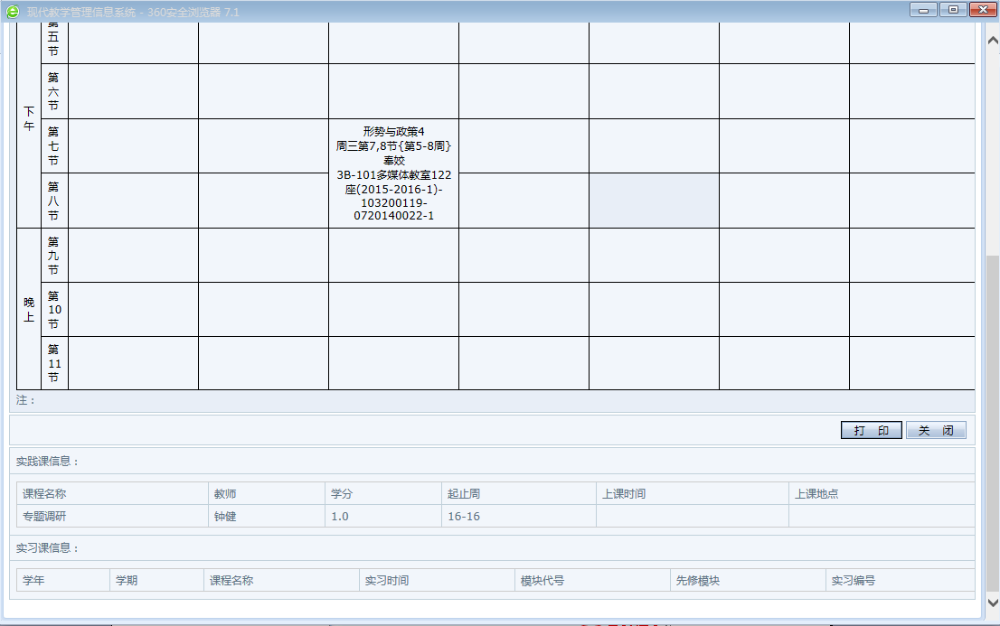 现代教学管理信息系统 - 360安全浏览器 7.1
第五节
下午
第六节
第七节
形势与政策4
周三第7,8节{第5-8周}
奉姣
3B-101多媒体教室122
座(2015-2016-1)-
103200119-
0720140022-1
第八节
晚上
第九节
第10节
第11节
注：
打 印
关 闭
实践课信息：
课程名称 教师 学分 起止周 上课时间 上课地点
专题调研 钟健 1.0 16-16
实习课信息：
学年 学期 课程名称 实习时间 模块代号 先修模块 实习编号